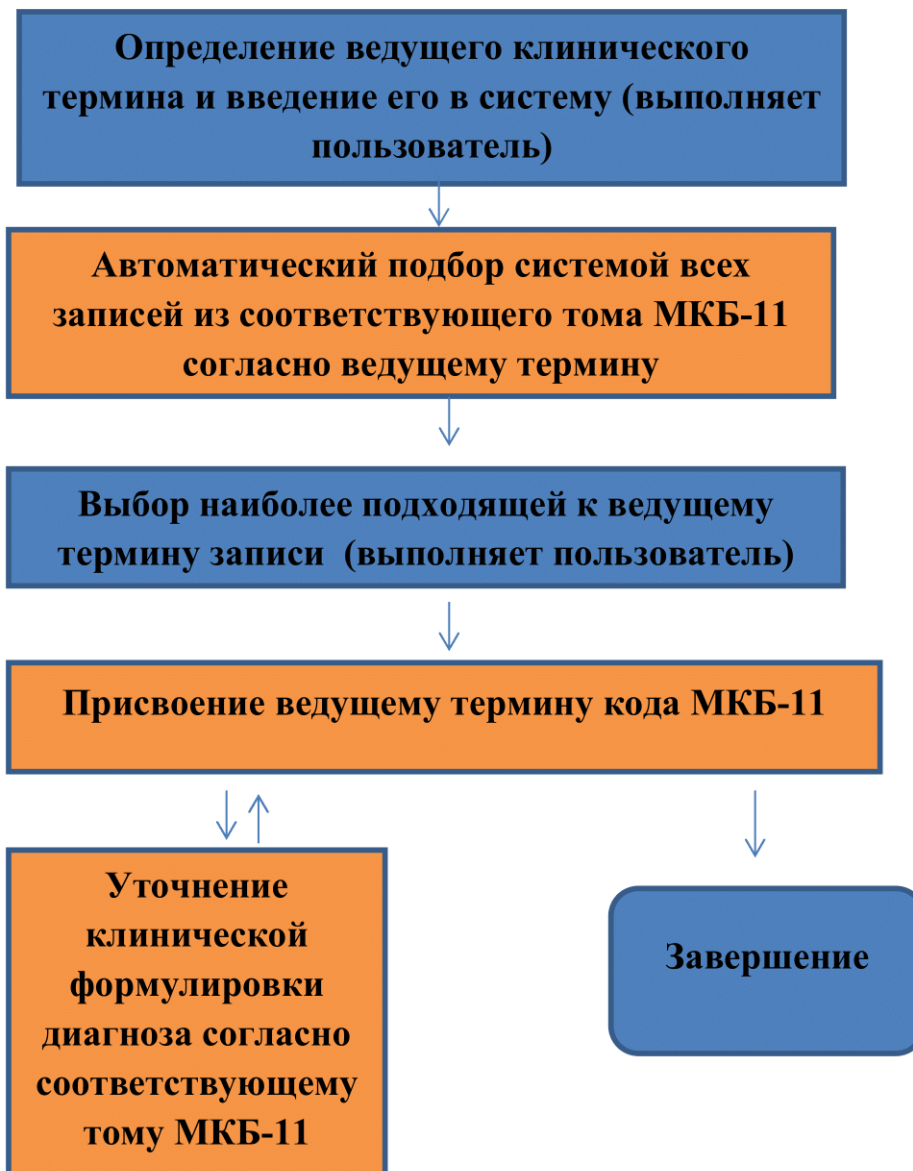 Определение ведущего клинического
термина и введение его в систему (выполняет
пользователь)
Автоматический подбор системой всех
записей из соответствующего тома МКБ-11
согласно ведущему термину
Выбор наиболее подходящей к ведущему
термину записи (выполняет пользователь)
Присвоение ведущему термину кода МКБ-11
Уточнение
клинической
формулировки
диагноза согласно
соответствующему
тому МКБ-11
Завершение